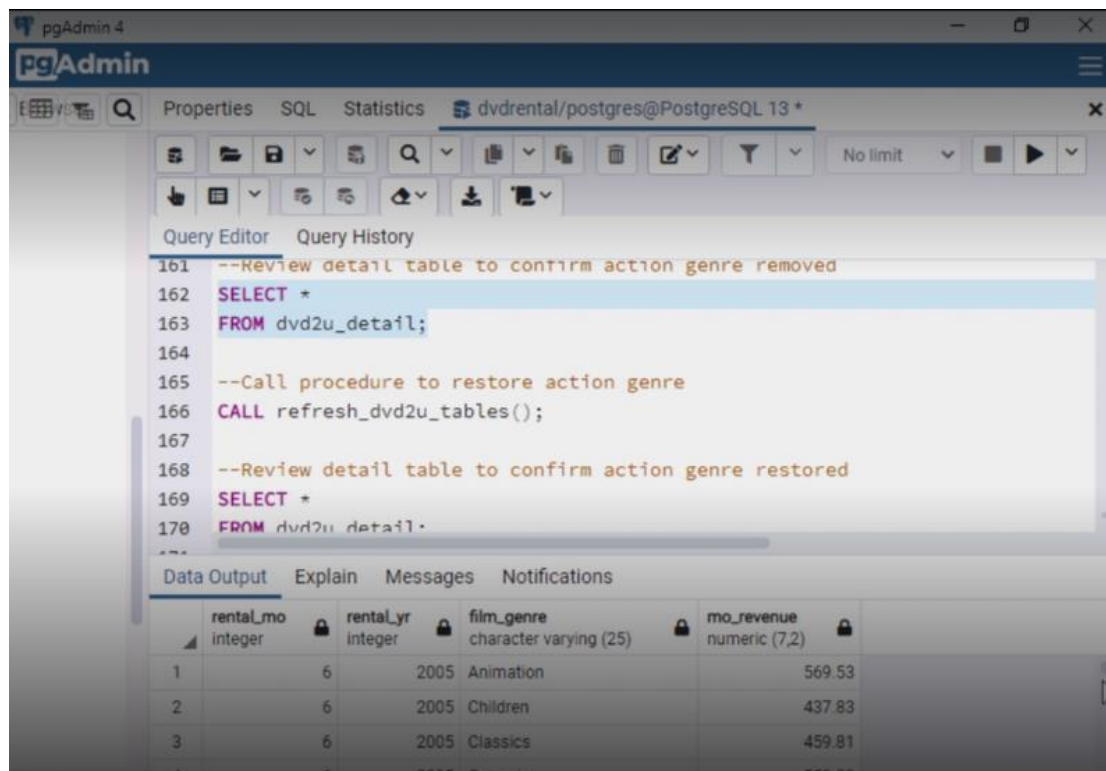 pgAdmin 4
pgAdmin
Properties SQL Statistics dvdrental/postgres@PostgreSQL 13 *
No limit
Query Editor Query History
161 --Review detail table to confirm action genre removed
162 SELECT *
163 FROM dvd2u_detail;
164
165 --Call procedure to restore action genre
166 CALL refresh_dvd2u_tables();
167
168 --Review detail table to confirm action genre restored
169 SELECT *
170 FROM dvd2u_detail;
Data Output Explain Messages Notifications
rental_mo rental_yr film_genre mo_revenue
integer integer character varying (25) numeric (7,2)
1 6 2005 Animation 569.53
2 6 2005 Children 437.83
3 6 2005 Classics 459.81